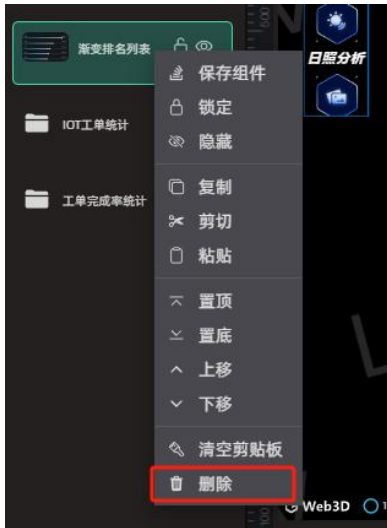 渐变排名列表
日照分析
IOT工单统计
工单完成率统计
保存组件
锁定
隐藏
复制
剪切
粘贴
置顶
置底
上移
下移
清空剪贴板
删除
Web3D